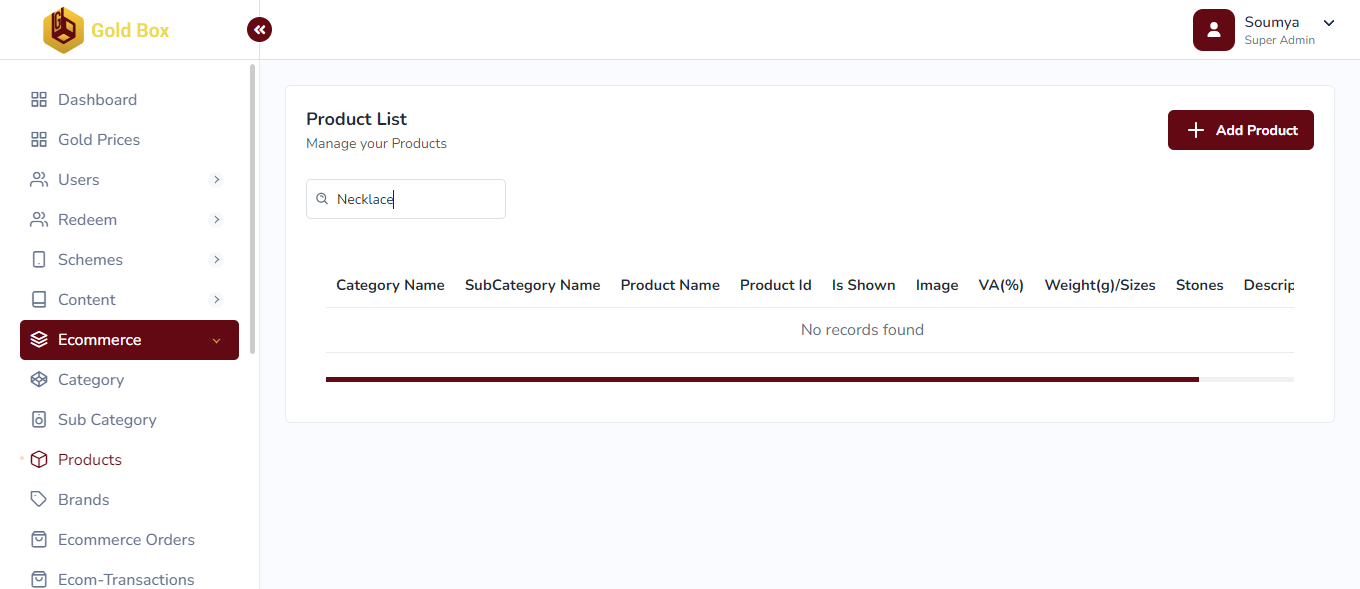 Gold Box
Soumya
Super Admin
Dashboard
Gold Prices
Users
Redeem
Schemes
Content
Ecommerce
Category
Sub Category
Products
Brands
Ecommerce Orders
Ecom-Transactions
Product List
Manage your Products
Add Product
Necklace
Category Name SubCategory Name Product Name Product Id Is Shown Image VA(%) Weight(g)/Sizes Stones Descrip
No records found